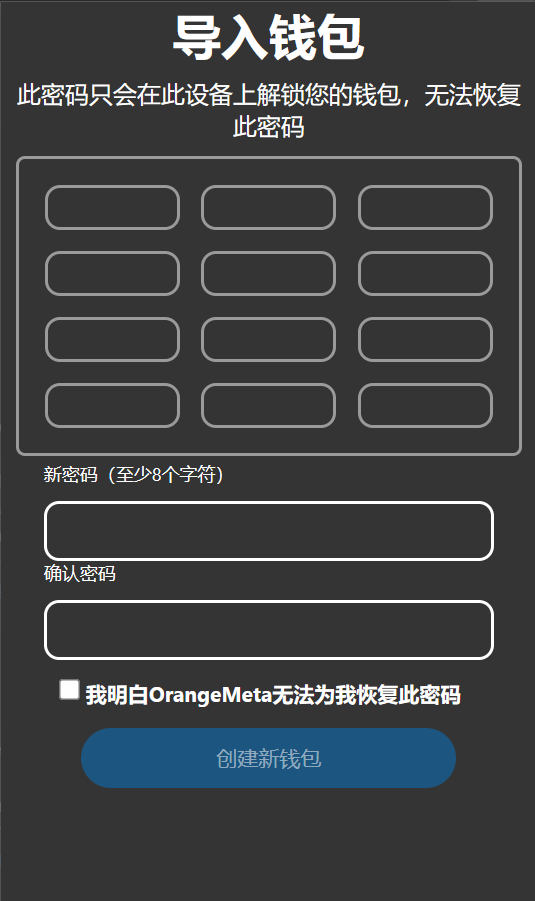 导入钱包
此密码只会在此设备上解锁您的钱包，无法恢复
此密码
新密码（至少8个字符）
确认密码
我明白OrangeMeta无法为我恢复此密码
创建新钱包